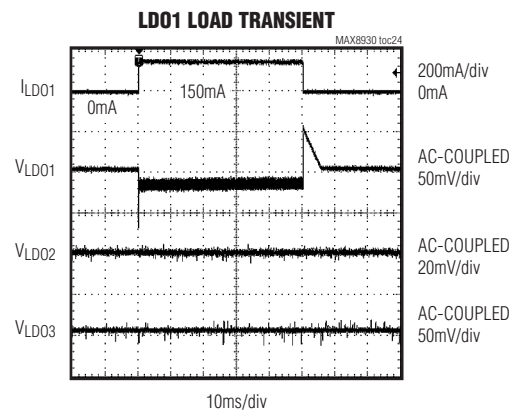 LDO1 LOAD TRANSIENT
MAX8930 toc24
ILDO1
0mA
150mA
200mA/div
0mA
VLDO1
AC-COUPLED
50mV/div
VLDO2
AC-COUPLED
20mV/div
VLDO3
AC-COUPLED
50mV/div
10ms/div